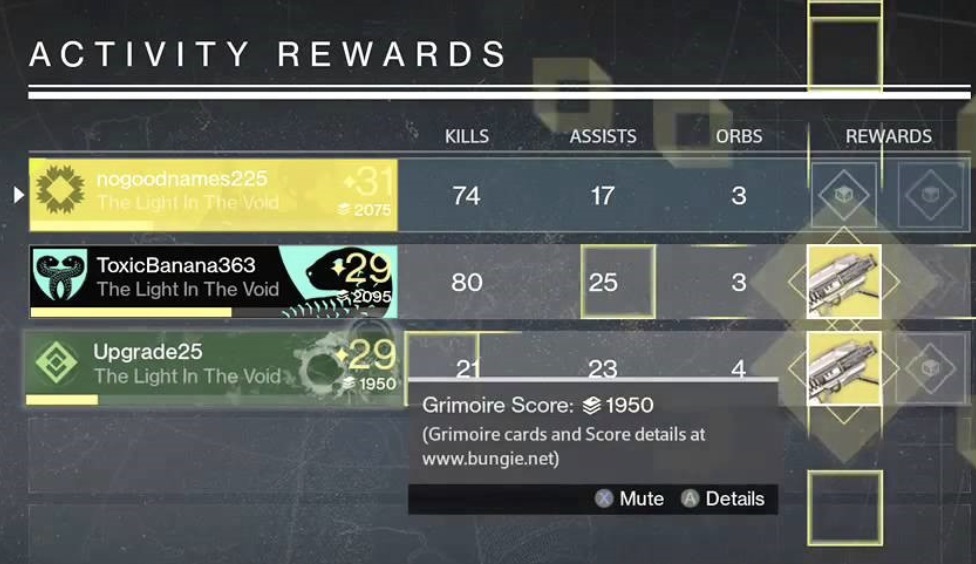 ACTIVITY REWARDS
KILLS ASSISTS ORBS REWARDS
nogoodnames225 31
The Light In The Void 2075
74 17 3
ToxicBanana363 29
The Light In The Void 2095
80 25 3
Upgrade25 29
The Light In The Void 1950
21 23 4
Grimoire Score: 1950
(Grimoire cards and Score details at
www.bungie.net)
X Mute A Details